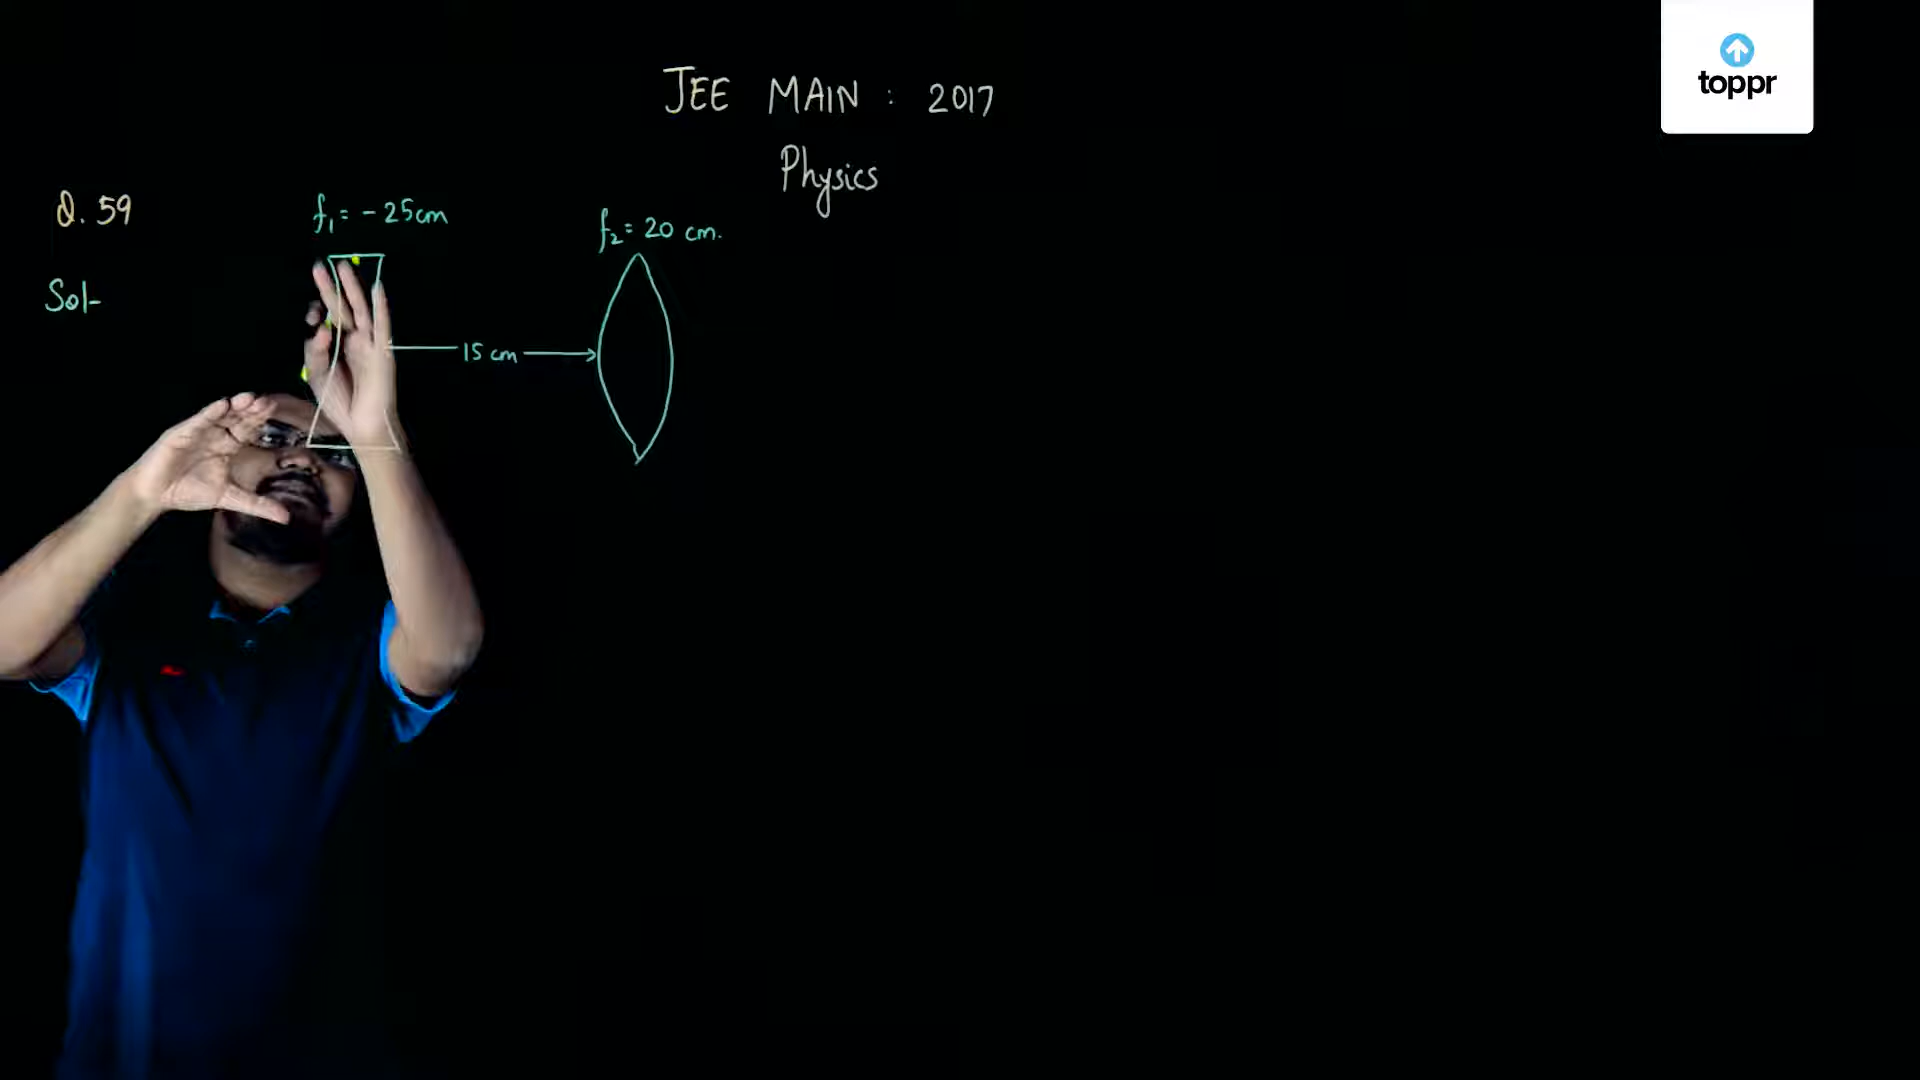 toppr
JEE MAIN : 2017
Physics
Q. 59
f₁ = - 25cm
f₂ = 20 cm.
Sol-
15 cm